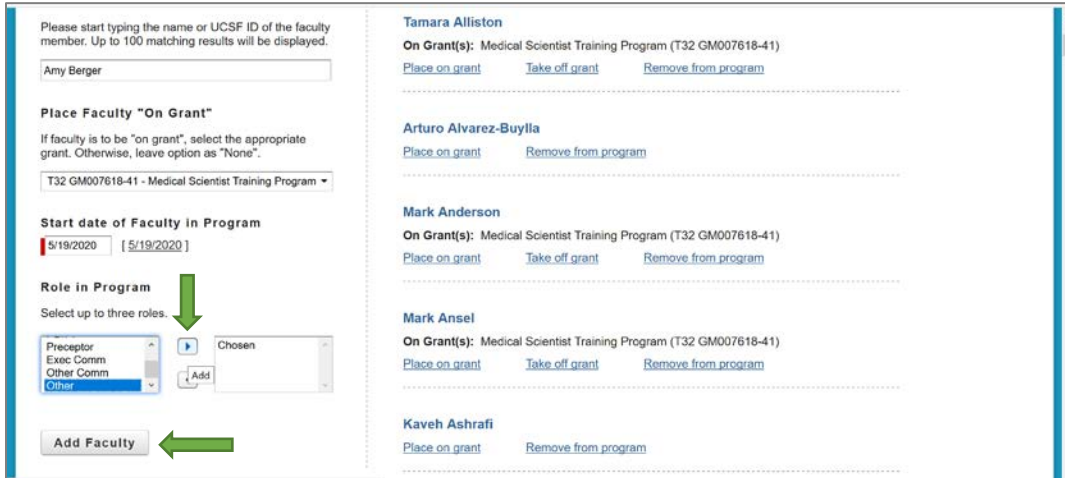 Please start typing the name or UCSF ID of the faculty
member. Up to 100 matching results will be displayed.
Amy Berger
Place Faculty "On Grant"
If faculty is to be "on grant", select the appropriate
grant. Otherwise, leave option as "None".
T32 GM007618-41 - Medical Scientist Training Program
Start date of Faculty in Program
5/19/2020 [ 5/19/2020 ]
Role in Program
Select up to three roles.
Preceptor
Exec Comm
Other Comm
Other
Add
Chosen
Add Faculty
Tamara Alliston
On Grant(s): Medical Scientist Training Program (T32 GM007618-41)
Place on grant Take off grant Remove from program
Arturo Alvarez-Buylla
Place on grant Remove from program
Mark Anderson
On Grant(s): Medical Scientist Training Program (T32 GM007618-41)
Place on grant Take off grant Remove from program
Mark Ansel
On Grant(s): Medical Scientist Training Program (T32 GM007618-41)
Place on grant Take off grant Remove from program
Kaveh Ashrafi
Place on grant Remove from program